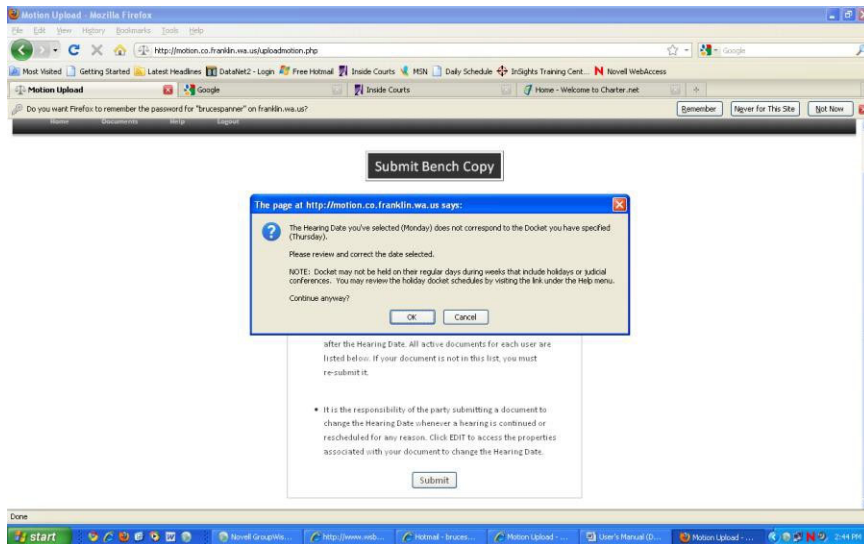 Motion Upload - Mozilla Firefox
File Edit View History Bookmarks Tools Help
http://motion.co.franklin.wa.us/uploadmotion.php
Google
Most Visited Getting Started Latest Headlines DataNet2 - Login Free Hotmail Inside Courts MSN Daily Schedule InSights Training Cent... Novell WebAccess
Motion Upload Google Inside Courts Home - Welcome to Charter.net
Do you want Firefox to remember the password for "brucespanner" on franklin.wa.us? Remember Never for This Site Not Now
Home Documents Help Logout
Submit Bench Copy
The page at http://motion.co.franklin.wa.us says:
The Hearing Date you've selected (Monday) does not correspond to the Docket you have specified
(Thursday).
Please review and correct the date selected.
NOTE: Docket may not be held on their regular days during weeks that include holidays or judicial
conferences. You may review the holiday docket schedules by visiting the link under the Help menu.
Continue anyway?
OK Cancel
after the Hearing Date. All active documents for each user are
listed below. If your document is not in this list, you must
re-submit it.
• It is the responsibility of the party submitting a document to
change the Hearing Date whenever a hearing is continued or
rescheduled for any reason. Click EDIT to access the properties
associated with your document to change the Hearing Date.
Submit
Done
start Novell GroupWis... http://www.wsb... Hotmail - bruces... Motion Upload - ... User's Manual (D... Motion Upload - ... 2:44 PM